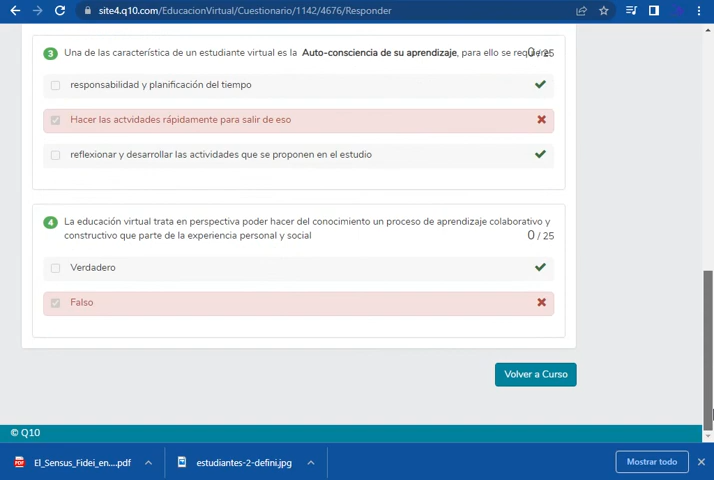 site4.q10.com/EducacionVirtual/Cuestionario/1142/4676/Responder
3 Una de las característica de un estudiante virtual es la Auto-consciencia de su aprendizaje, para ello se requiere: 0 / 25
responsabilidad y planificación del tiempo
Hacer las actvidades rápidamente para salir de eso
reflexionar y desarrollar las actividades que se proponen en el estudio
4 La educación virtual trata en perspectiva poder hacer del conocimiento un proceso de aprendizaje colaborativo y
constructivo que parte de la experiencia personal y social 0 / 25
Verdadero
Falso
Volver a Curso
© Q10
El_Sensus_Fidei_en....pdf
estudiantes-2-defini.jpg
Mostrar todo